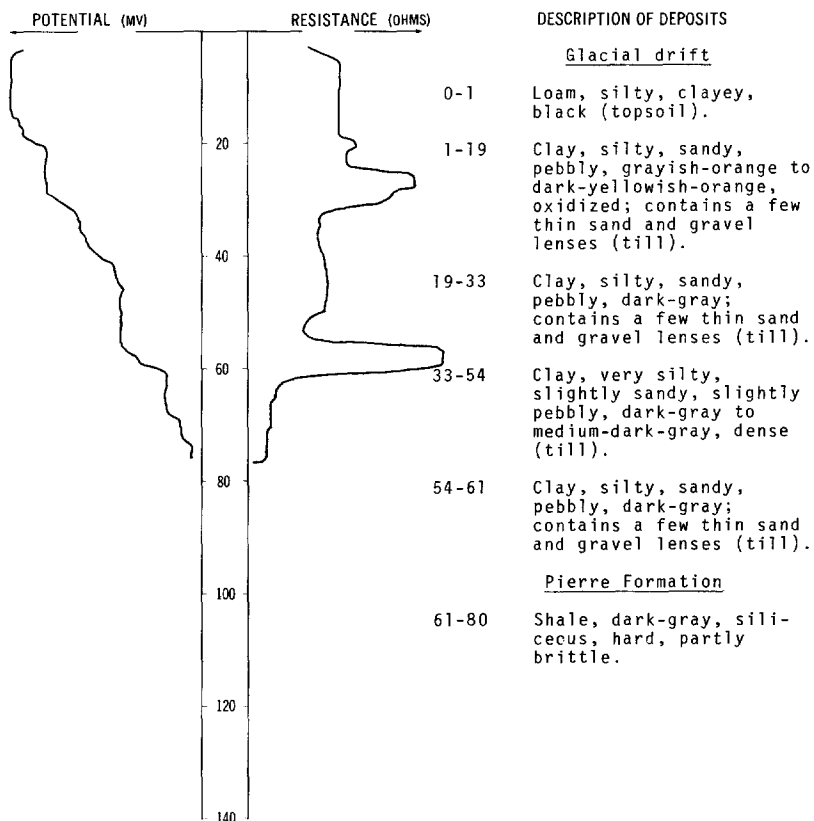 POTENTIAL (MV)
RESISTANCE (OHMS)
DESCRIPTION OF DEPOSITS
Glacial drift
0-1 Loam, silty, clayey,
black (topsoil).
1-19 Clay, silty, sandy,
pebbly, grayish-orange to
dark-yellowish-orange,
oxidized; contains a few
thin sand and gravel
lenses (till).
19-33 Clay, silty, sandy,
pebbly, dark-gray;
contains a few thin sand
and gravel lenses (till).
33-54 Clay, very silty,
slightly sandy, slightly
pebbly, dark-gray to
medium-dark-gray, dense
(till).
54-61 Clay, silty, sandy,
pebbly, dark-gray;
contains a few thin sand
and gravel lenses (till).
Pierre Formation
61-80 Shale, dark-gray, sili-
ceous, hard, partly
brittle.
20
40
60
80
100
120
140